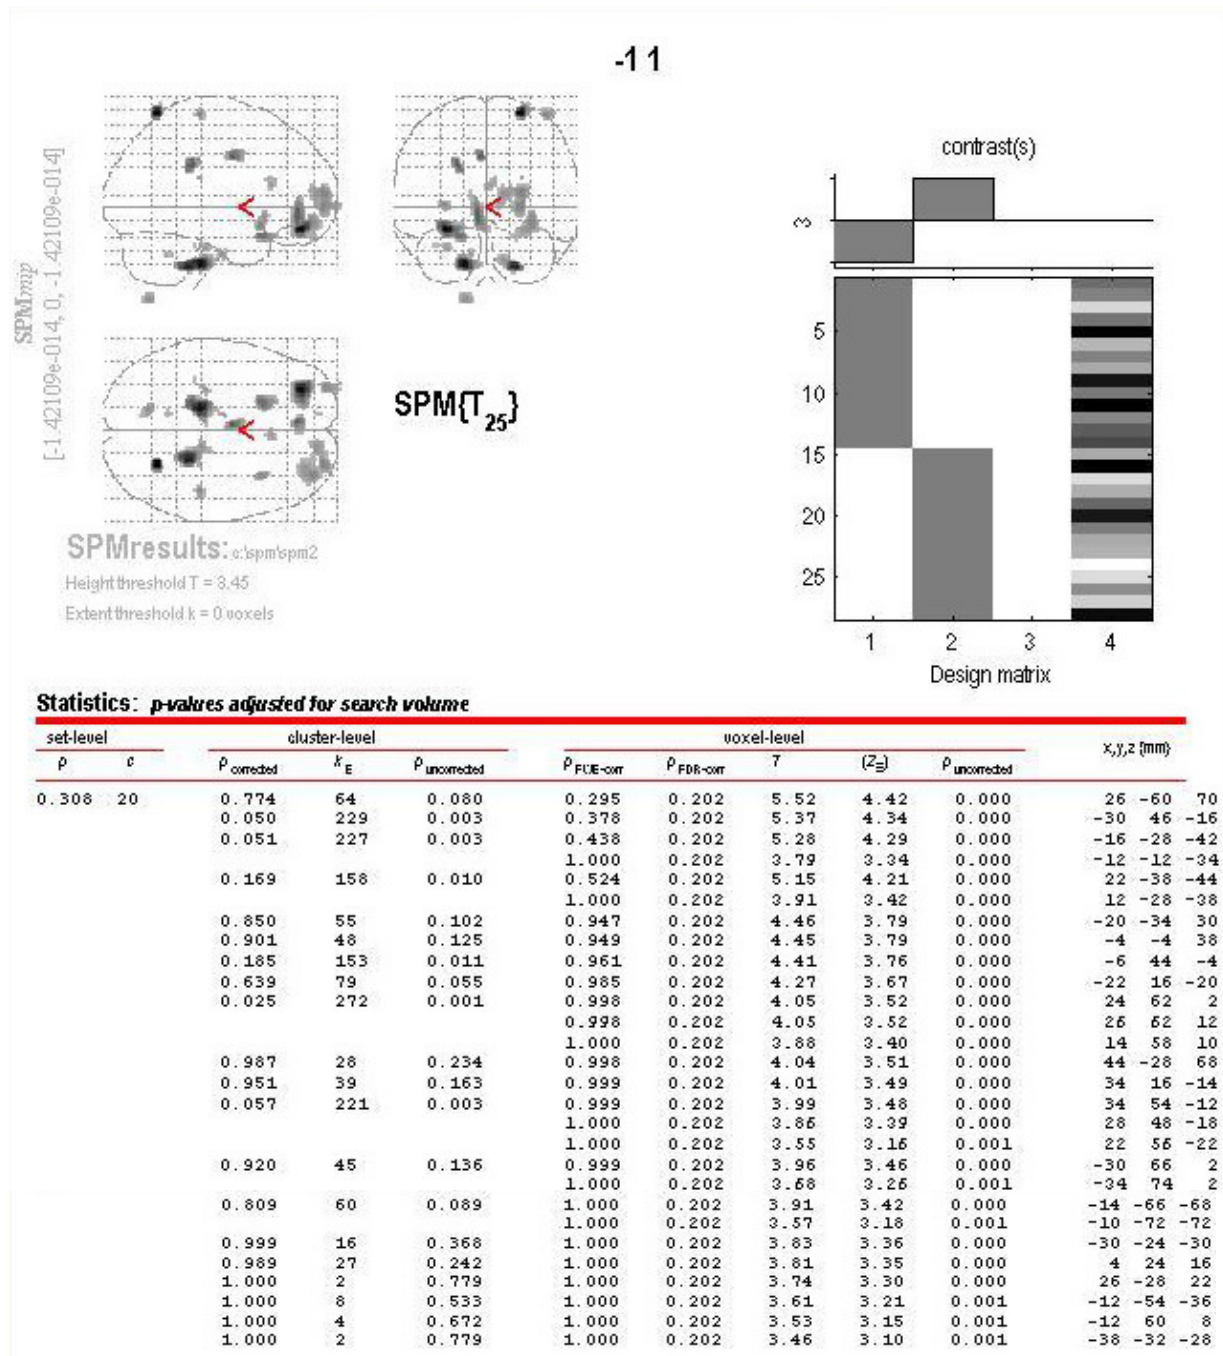 -1 1
contrast(s)
3
SPMmip
[-1.42109e-014, 0, -1.42109e-014]
<
<
<
SPM{T25}
5
10
15
20
25
1 2 3 4
Design matrix
SPMresults: c:\spm\spm2
Height threshold T = 3.45
Extent threshold k = 0 voxels
Statistics: p-values adjusted for search volume
set-level cluster-level voxel-level x,y,z {mm}
p c p corrected k E p uncorrected p FWE-corr p FDR-corr T (Z≡) p uncorrected
0.308 20 0.774 64 0.080 0.295 0.202 5.52 4.42 0.000 26 -60 70
0.050 229 0.003 0.378 0.202 5.37 4.34 0.000 -30 46 -16
0.051 227 0.003 0.438 0.202 5.28 4.29 0.000 -16 -28 -42
1.000 0.202 3.79 3.34 0.000 -12 -12 -34
0.169 158 0.010 0.524 0.202 5.15 4.21 0.000 22 -38 -44
1.000 0.202 3.91 3.42 0.000 12 -28 -38
0.850 55 0.102 0.947 0.202 4.46 3.79 0.000 -20 -34 30
0.901 48 0.125 0.949 0.202 4.45 3.79 0.000 -4 -4 38
0.185 153 0.011 0.961 0.202 4.41 3.76 0.000 -6 44 -4
0.639 79 0.055 0.985 0.202 4.27 3.67 0.000 -22 16 -20
0.025 272 0.001 0.998 0.202 4.05 3.52 0.000 24 62 2
0.998 0.202 4.05 3.52 0.000 26 62 12
1.000 0.202 3.88 3.40 0.000 14 58 10
0.987 28 0.234 0.998 0.202 4.04 3.51 0.000 44 -28 68
0.951 39 0.163 0.999 0.202 4.01 3.49 0.000 34 16 -14
0.057 221 0.003 0.999 0.202 3.99 3.48 0.000 34 54 -12
1.000 0.202 3.86 3.39 0.000 28 48 -18
1.000 0.202 3.55 3.16 0.001 22 56 -22
0.920 45 0.136 0.999 0.202 3.96 3.46 0.000 -30 66 2
1.000 0.202 3.68 3.26 0.001 -34 74 2
0.809 60 0.089 1.000 0.202 3.91 3.42 0.000 -14 -66 -68
1.000 0.202 3.57 3.18 0.001 -10 -72 -72
0.999 16 0.368 1.000 0.202 3.83 3.36 0.000 -30 -24 -30
0.989 27 0.242 1.000 0.202 3.81 3.35 0.000 4 24 16
1.000 2 0.779 1.000 0.202 3.74 3.30 0.000 26 -28 22
1.000 8 0.533 1.000 0.202 3.61 3.21 0.001 -12 -54 -36
1.000 4 0.672 1.000 0.202 3.53 3.15 0.001 -12 60 8
1.000 2 0.779 1.000 0.202 3.46 3.10 0.001 -38 -32 -28